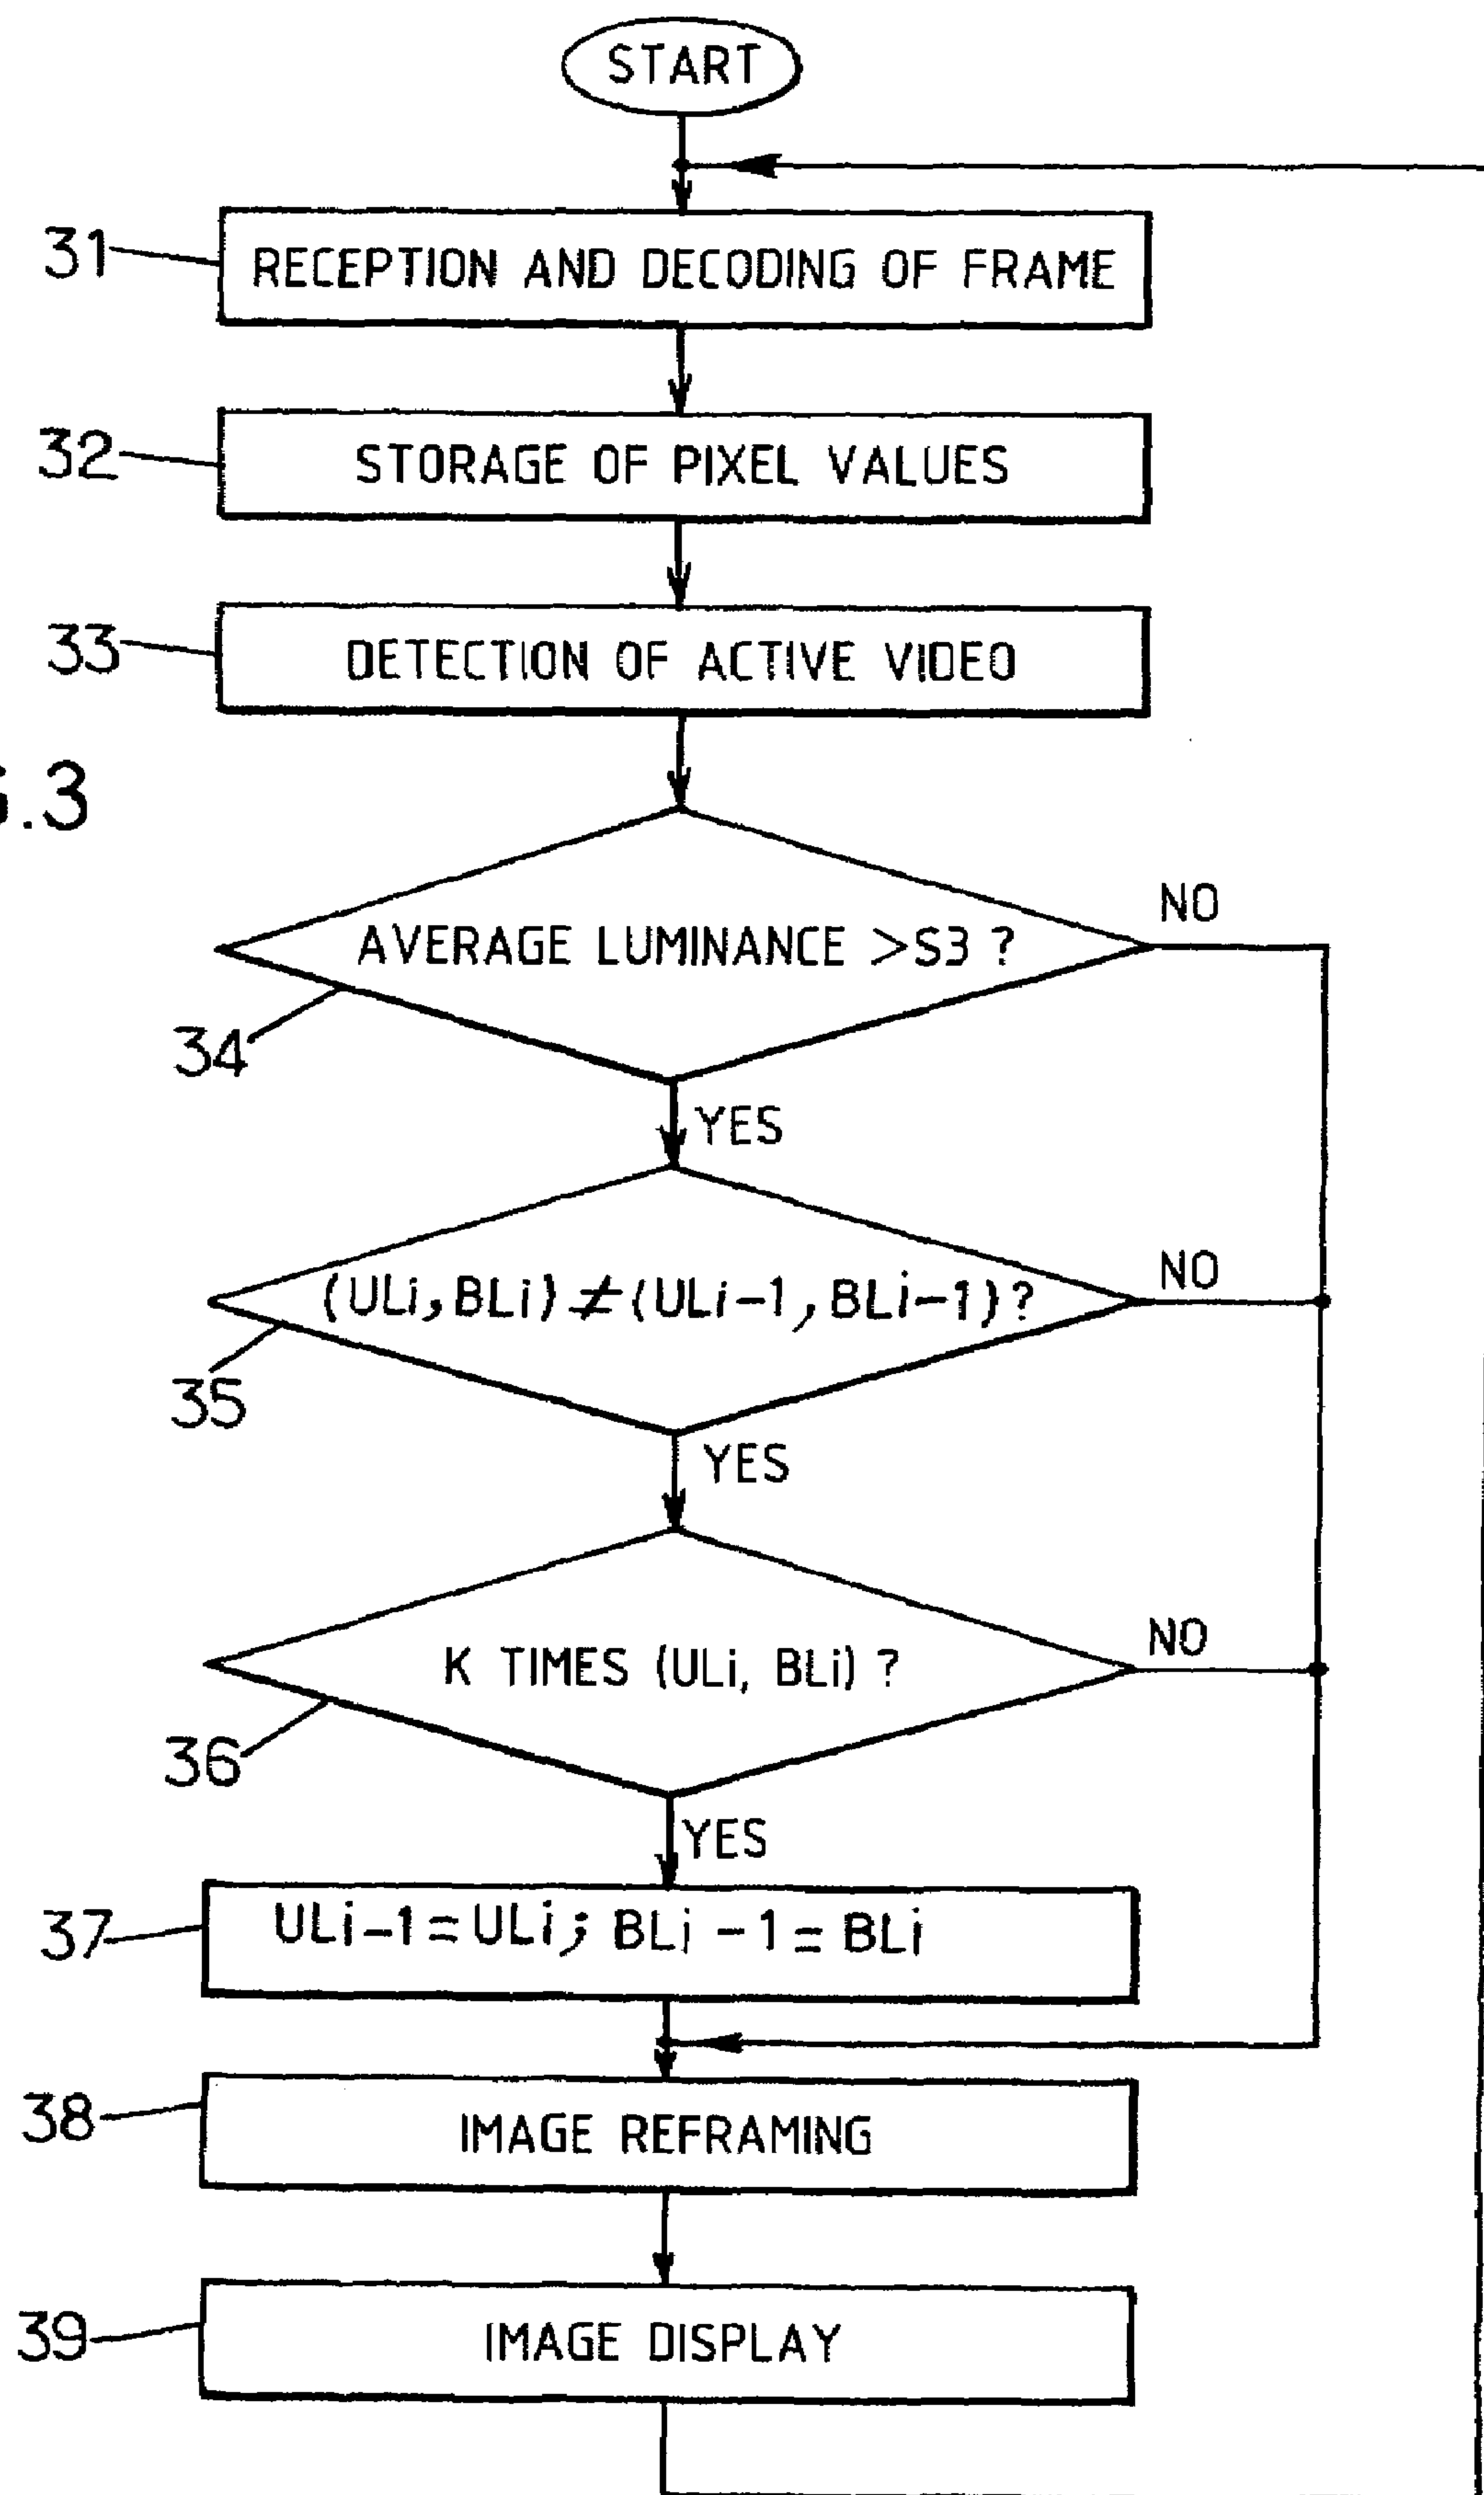 START
31
RECEPTION AND DECODING OF FRAME
32
STORAGE OF PIXEL VALUES
33
DETECTION OF ACTIVE VIDEO
.3
AVERAGE LUMINANCE >S3 ?
NO
34
YES
(ULi,BLi)≠(ULi-1,BLi-1)?
NO
35
YES
K TIMES (ULi, BLi) ?
NO
36
YES
37
ULi-1=ULi; BLi-1=BLi
38
IMAGE REFRAMING
39
IMAGE DISPLAY